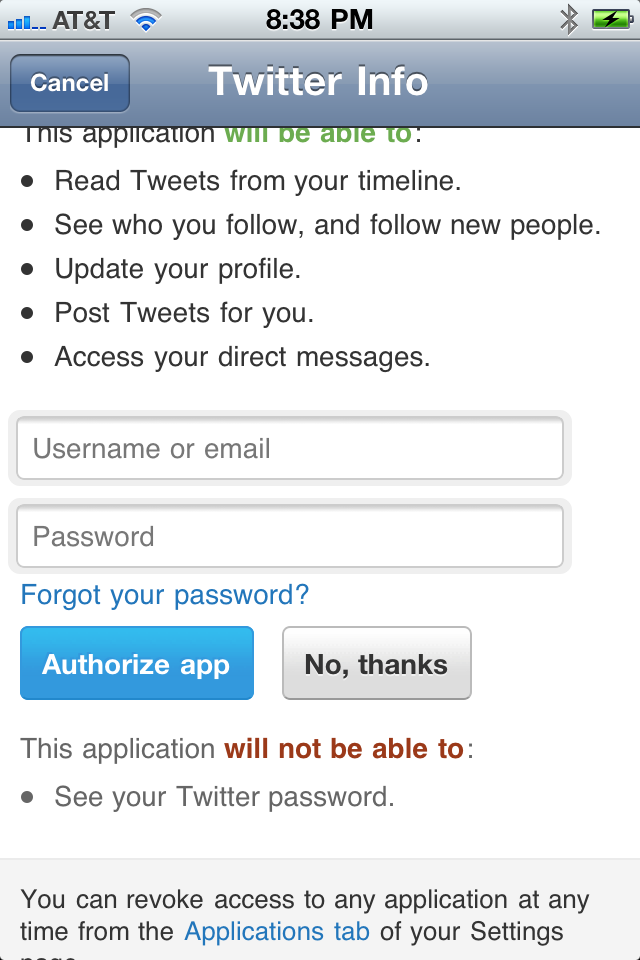 AT&T 8:38 PM
Cancel Twitter Info
This application will be able to:
Read Tweets from your timeline.
See who you follow, and follow new people.
Update your profile.
Post Tweets for you.
Access your direct messages.
Username or email
Password
Forgot your password?
Authorize app No, thanks
This application will not be able to:
See your Twitter password.
You can revoke access to any application at any
time from the Applications tab of your Settings
page